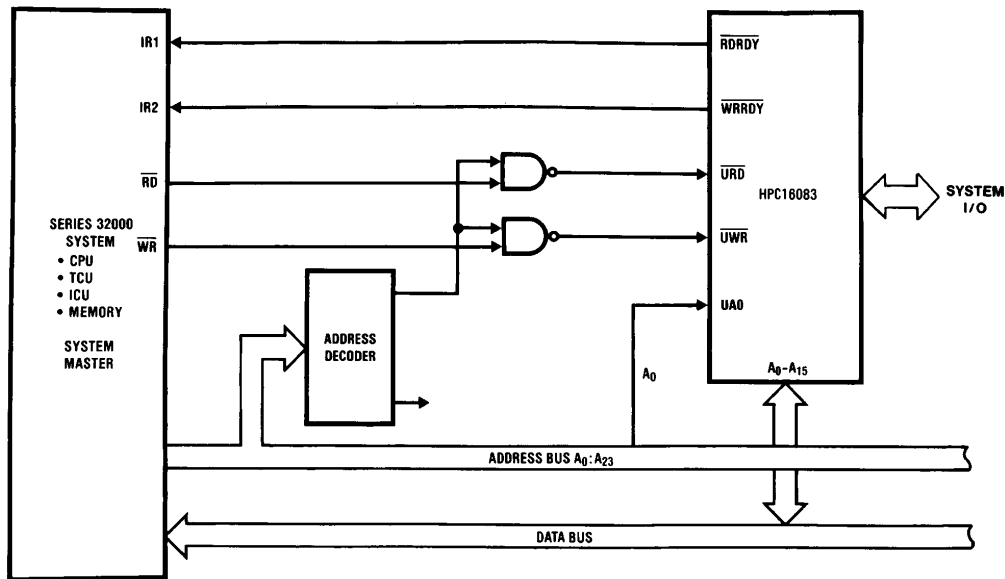 IR1
IR2
RD
WR
SERIES 32000
SYSTEM
• CPU
• TCU
• ICU
• MEMORY
SYSTEM
MASTER
ADDRESS
DECODER
RDRDY
WRRDY
URD
HPC16083
UWR
UA0
A0-A15
SYSTEM
I/O
A0
ADDRESS BUS A0:A23
DATA BUS